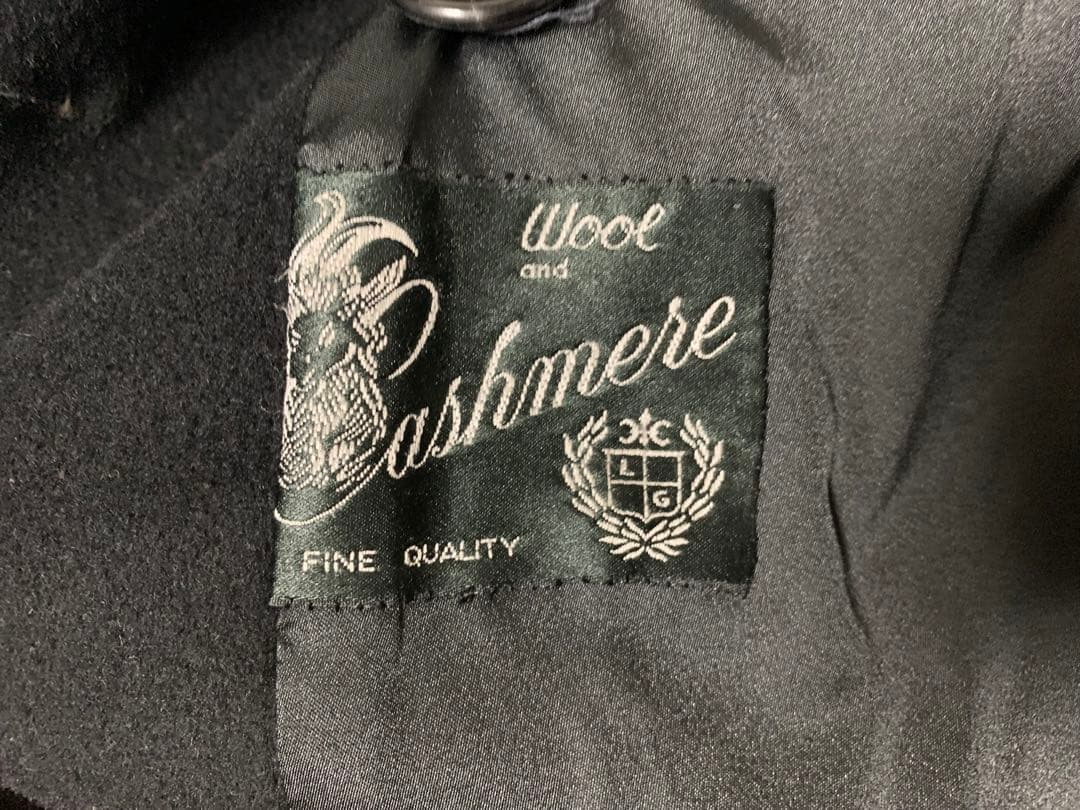 Wool
and
Cashmere
L
G
FINE QUALITY